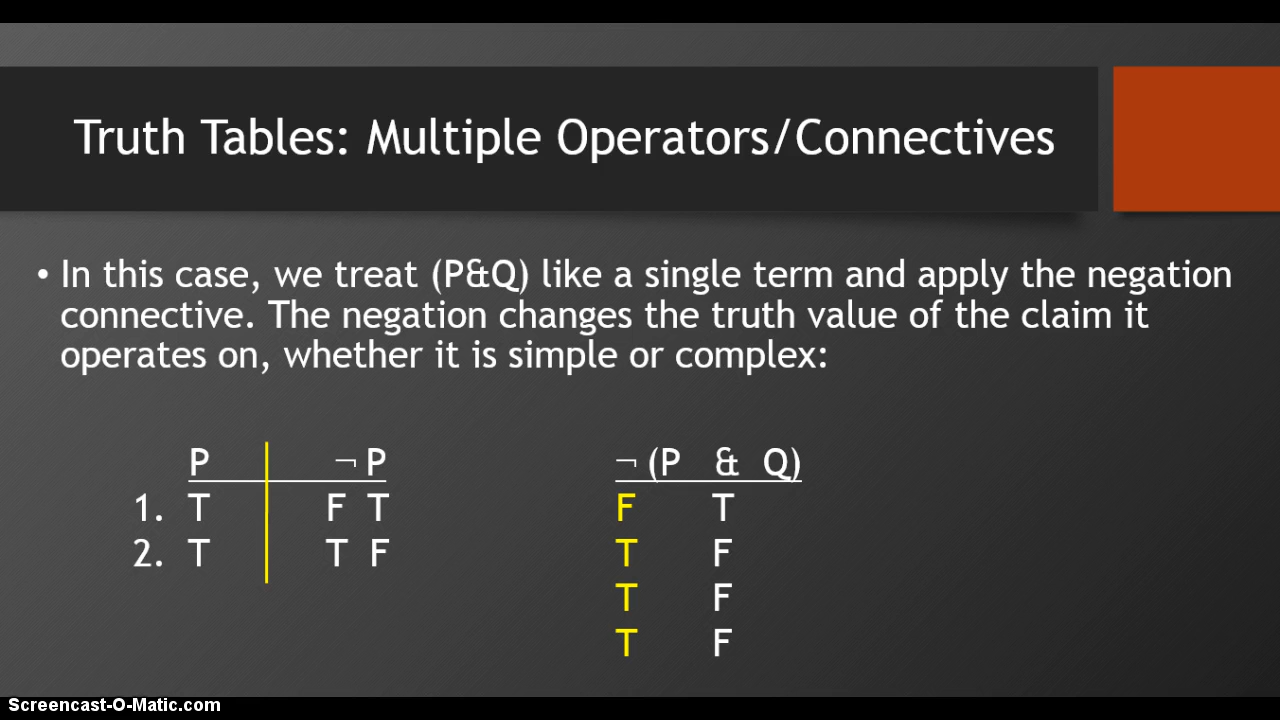 Truth Tables: Multiple Operators/Connectives
• In this case, we treat (P&Q) like a single term and apply the negation
connective. The negation changes the truth value of the claim it
operates on, whether it is simple or complex:
P ¬ P ¬ (P & Q)
1. T F T F T
2. T T F T F
T F
T F
Screencast-O-Matic.com